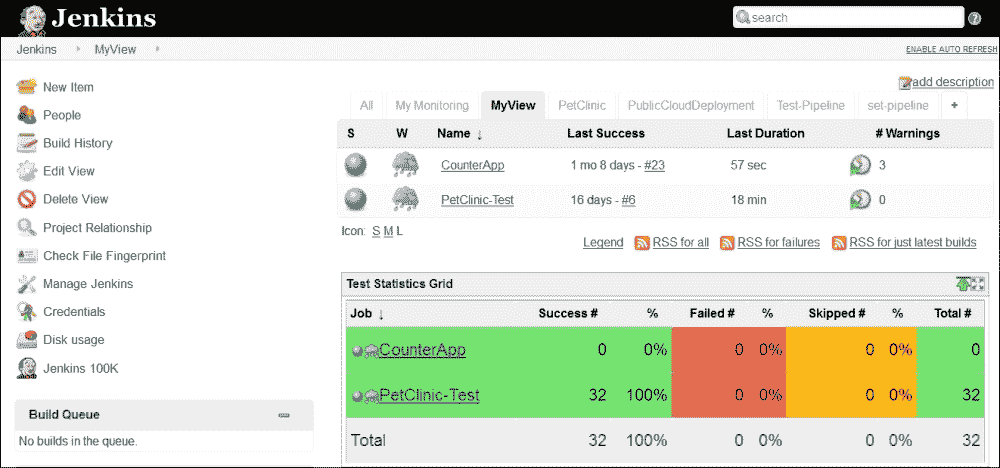 Jenkins
search
Jenkins MyView
ENABLE AUTO REFRESH
New Item
People
Build History
Edit View
Delete View
Project Relationship
Check File Fingerprint
Manage Jenkins
Credentials
Disk usage
Jenkins 100K
Build Queue
No builds in the queue.
add description
All My Monitoring MyView PetClinic PublicCloudDeployment Test-Pipeline set-pipeline +
S W Name ↓ Last Success Last Duration # Warnings
CounterApp 1 mo 8 days - #23 57 sec 3
PetClinic-Test 16 days - #6 18 min 0
Icon: S M L
Legend RSS for all RSS for failures RSS for just latest builds
Test Statistics Grid
Job ↓ Success # % Failed # % Skipped # % Total #
CounterApp 0 0% 0 0% 0 0% 0
PetClinic-Test 32 100% 0 0% 0 0% 32
Total 32 100% 0 0% 0 0% 32